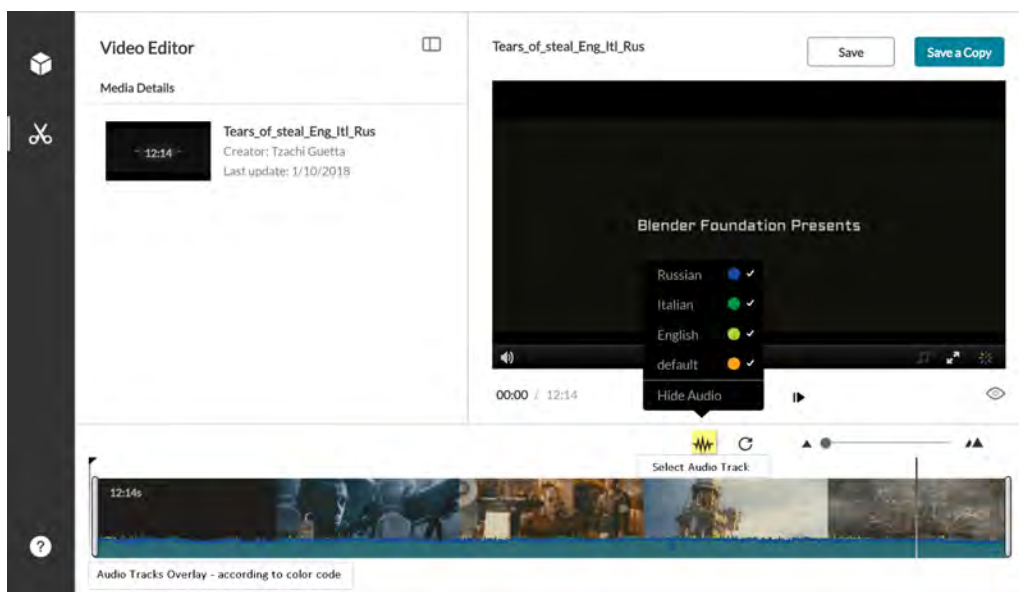 Video Editor
Media Details
12:14
Tears_of_steal_Eng_Itl_Rus
Creator: Tzachi Guetta
Last update: 1/10/2018
Tears_of_steal_Eng_Itl_Rus
Save
Save a Copy
Blender Foundation Presents
Russian
Italian
English
default
Hide Audio
00:00 / 12:14
Select Audio Track
12:14s
?
Audio Tracks Overlay - according to color code